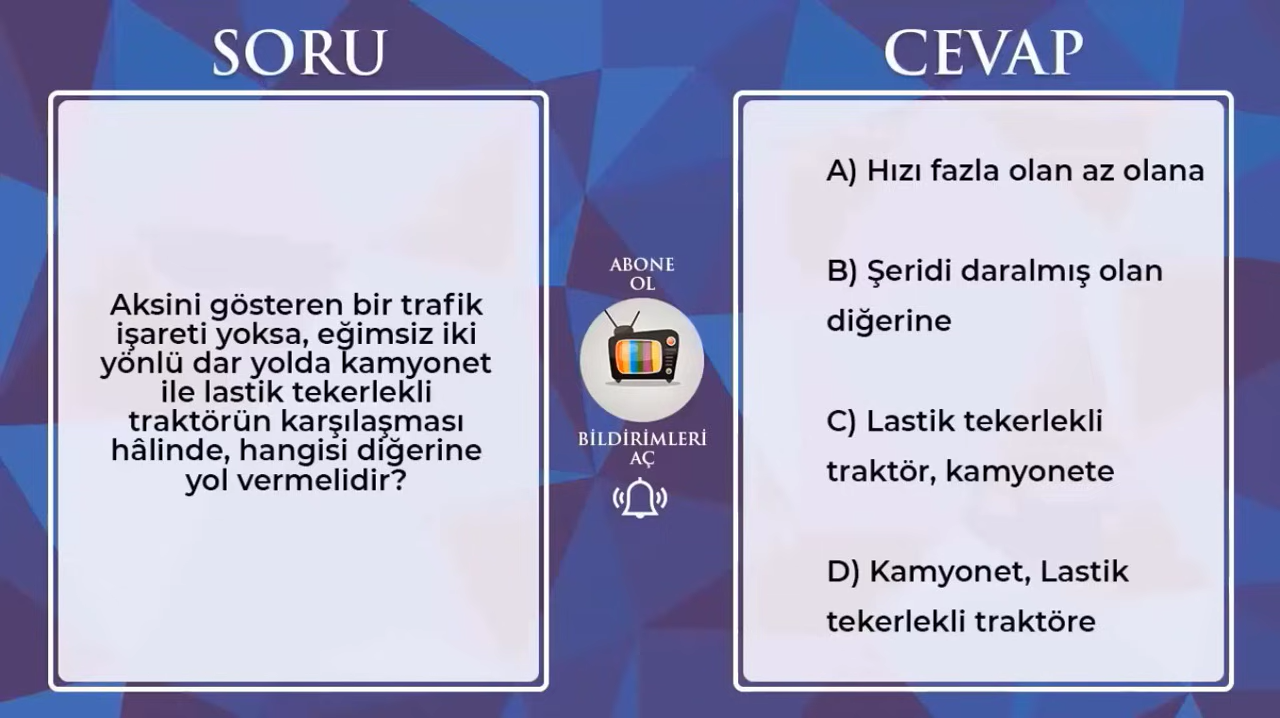 SORU
Aksini gösteren bir trafik
işareti yoksa, eğimsiz iki
yönlü dar yolda kamyonet
ile lastik tekerlekli
traktörün karşılaşması
hâlinde, hangisi diğerine
yol vermelidir?
ABONE
OL
BİLDİRİMLERİ
AÇ
CEVAP
A) Hızı fazla olan az olana
B) Şeridi daralmış olan
diğerine
C) Lastik tekerlekli
traktör, kamyonete
D) Kamyonet, Lastik
tekerlekli traktöre